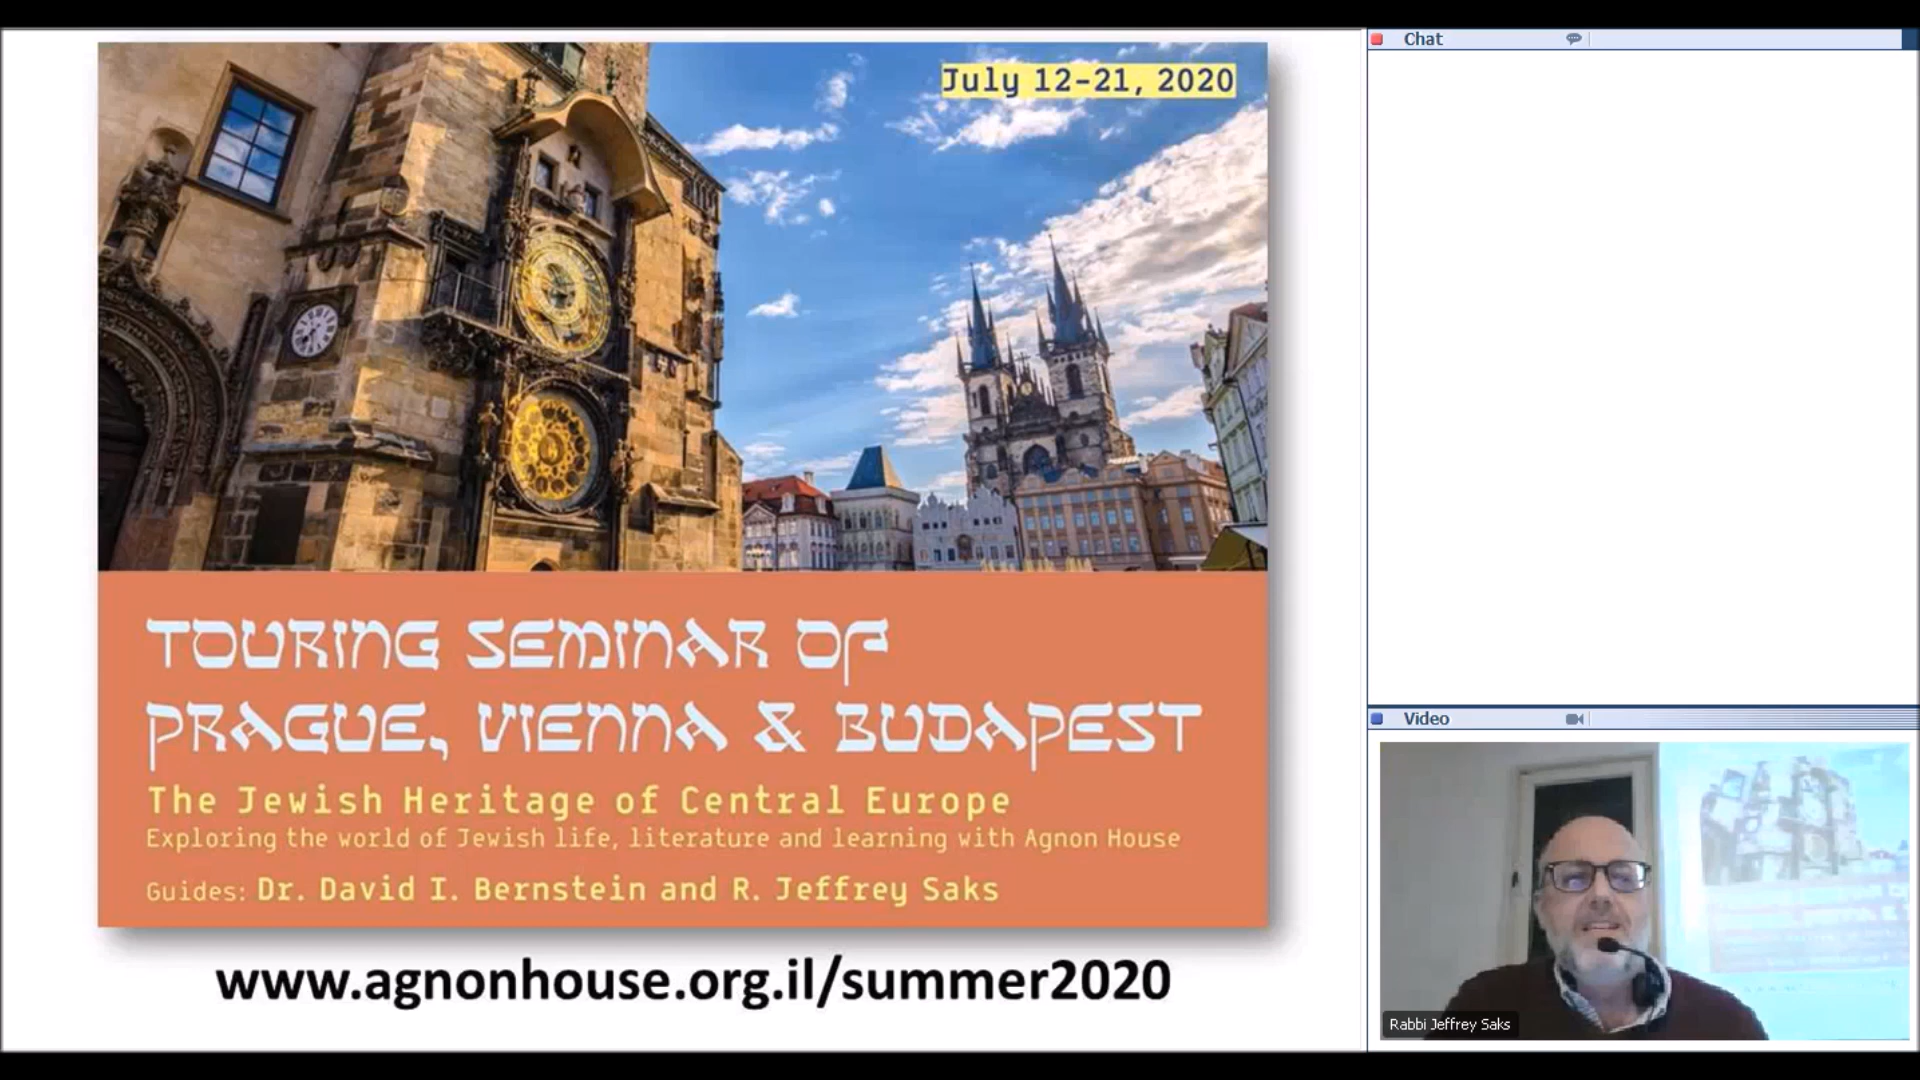 July 12-21, 2020
TOURING SEMINAR OF
PRAGUE, VIENNA & BUDAPEST
The Jewish Heritage of Central Europe
Exploring the world of Jewish life, literature and learning with Agnon House
Guides: Dr. David I. Bernstein and R. Jeffrey Saks
www.agnonhouse.org.il/summer2020
Chat
Video
Rabbi Jeffrey Saks